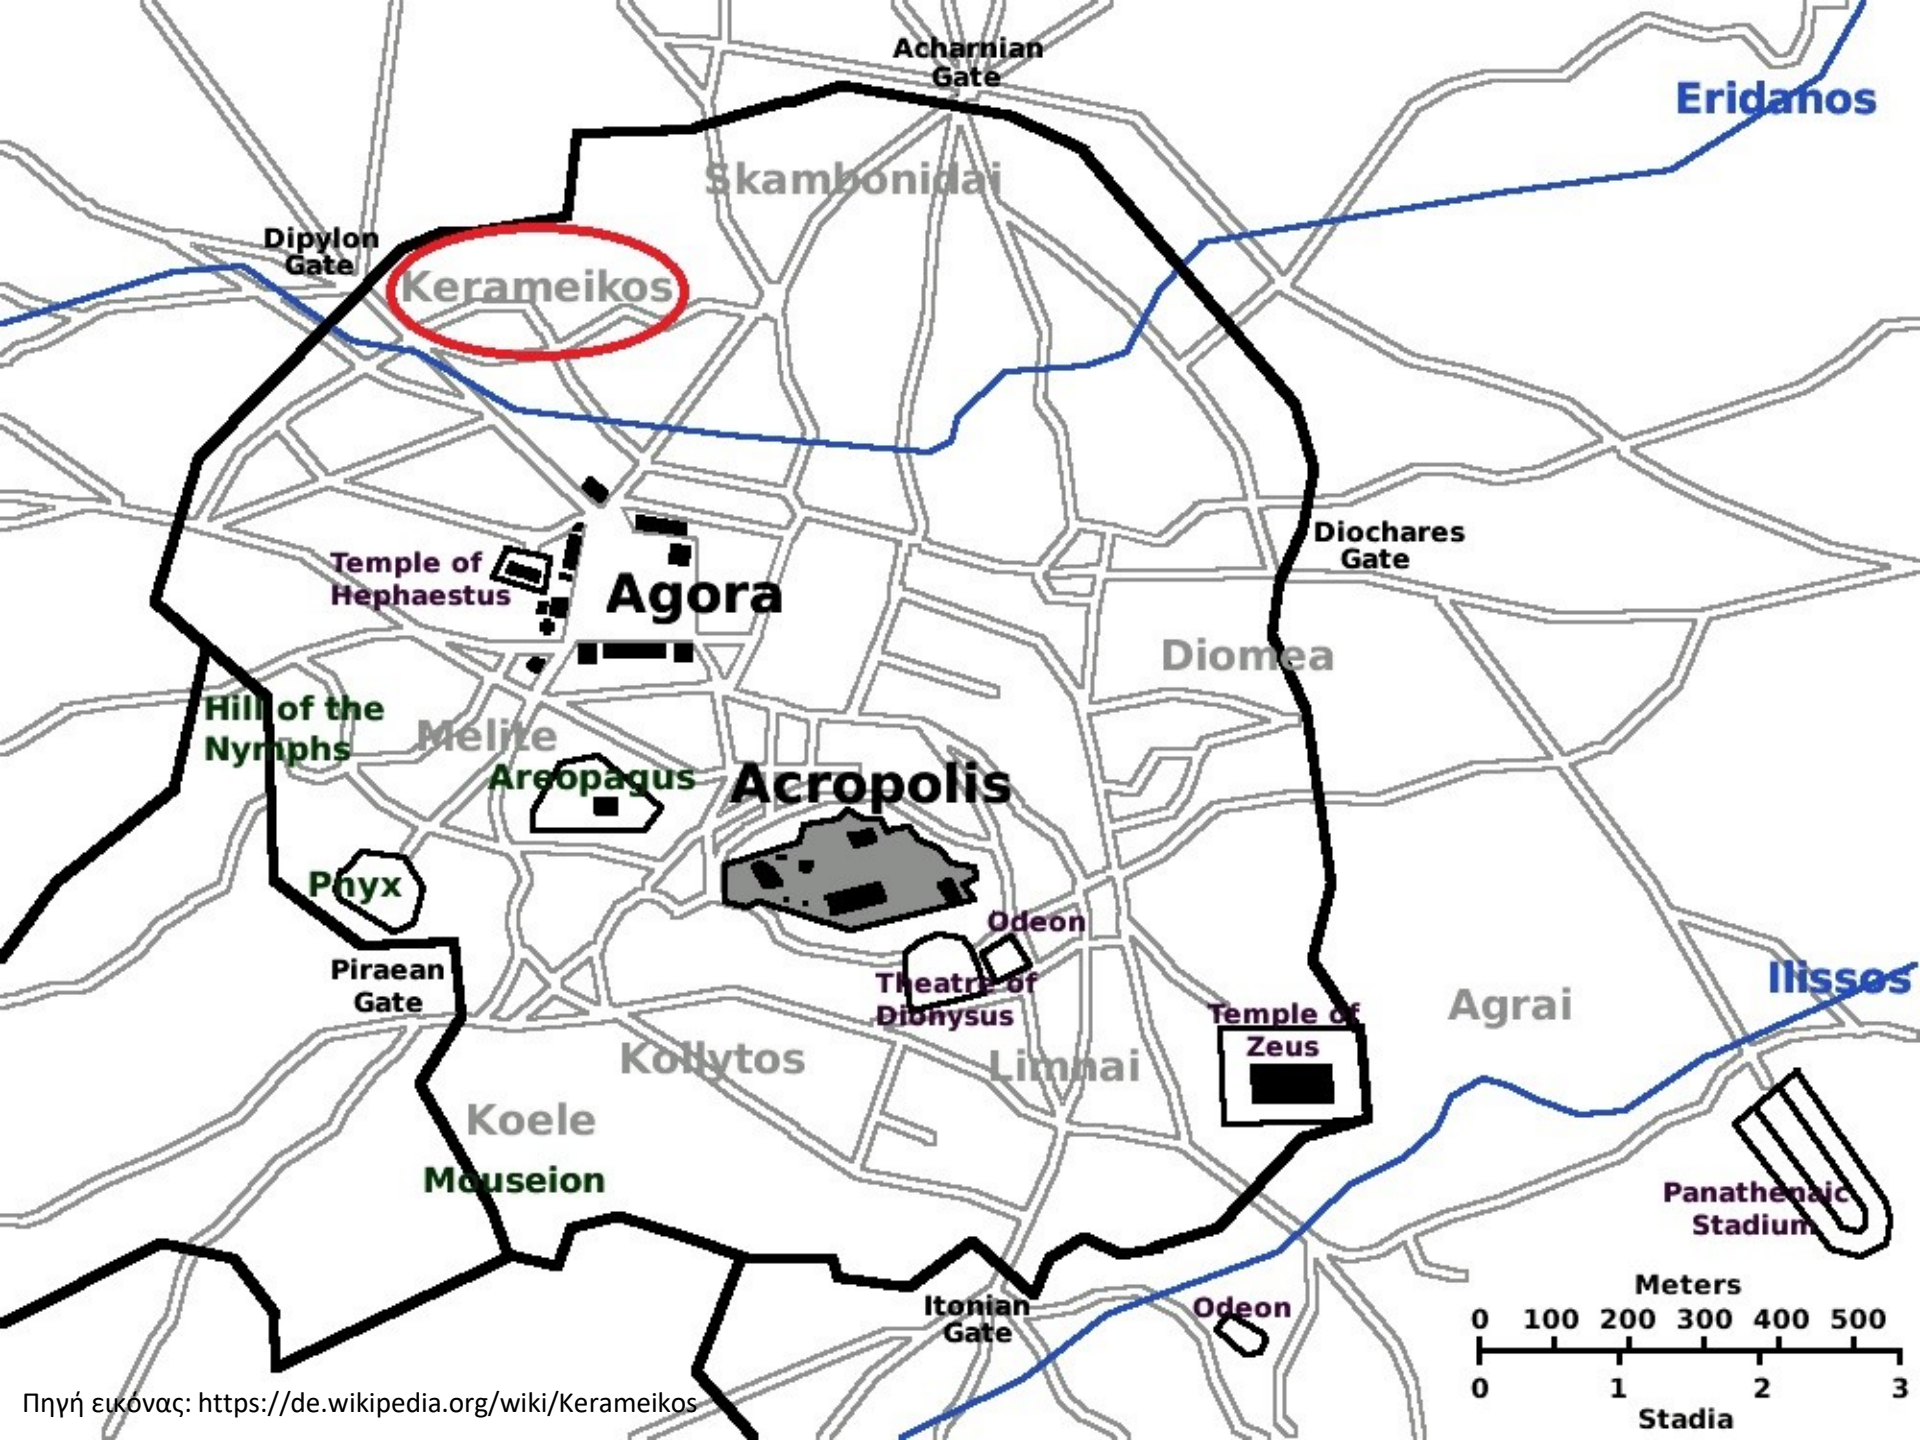 Acharnian
Gate
Eridanos
Skambonidai
Dipylon
Gate
Kerameikos
Diochares
Gate
Temple of
Hephaestus
Agora
Diomea
Hill of the
Nymphs
Melite
Areopagus
Acropolis
Pnyx
Odeon
Piraean
Gate
Theatre of
Dionysus
Ilissos
Agrai
Temple of
Zeus
Kollytos
Limnai
Koele
Mouseion
Panathenaic
Stadium
Itonian
Gate
Odeon
Meters
0 100 200 300 400 500
0 1 2 3
Stadia
Πηγή εικόνας: https://de.wikipedia.org/wiki/Kerameikos